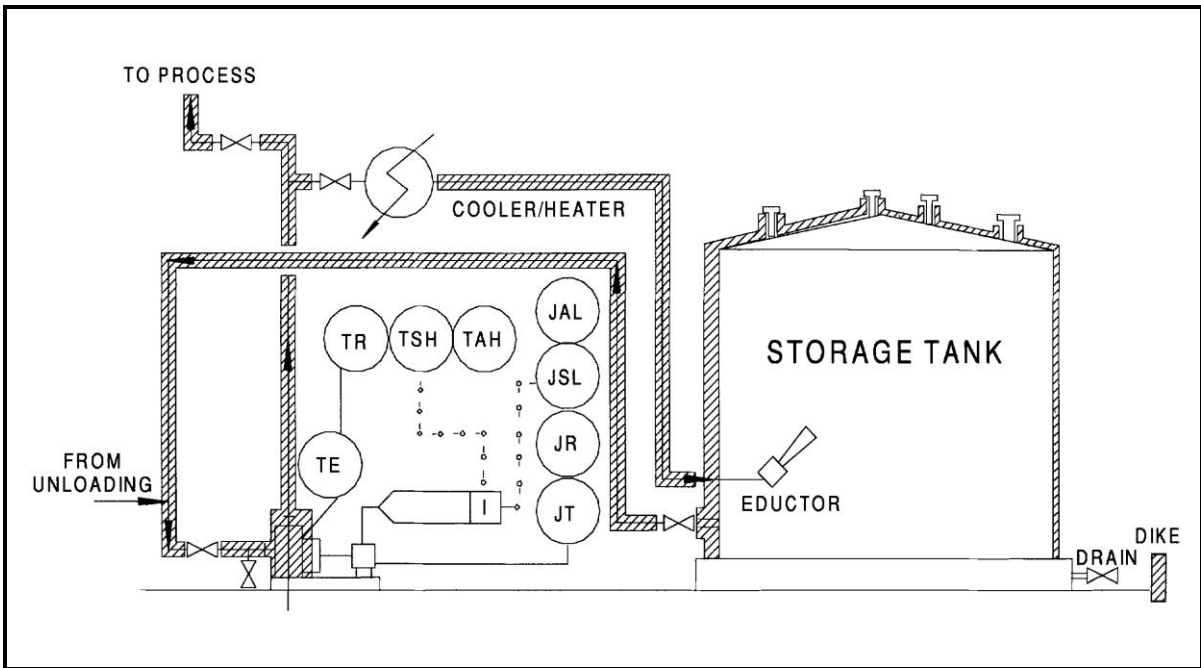 TO PROCESS
COOLER/HEATER
JAL
TR
TSH
TAH
JSL
STORAGE TANK
JR
FROM
UNLOADING
TE
I
JT
EDUCTOR
DIKE
DRAIN